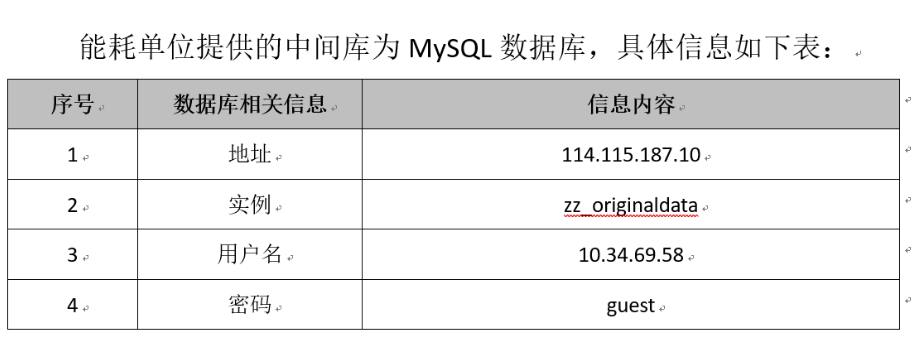 能耗单位提供的中间库为 MySQL 数据库，具体信息如下表：
序号 数据库相关信息 信息内容
1 地址 114.115.187.10
2 实例 zz_originaldata
3 用户名 10.34.69.58
4 密码 guest